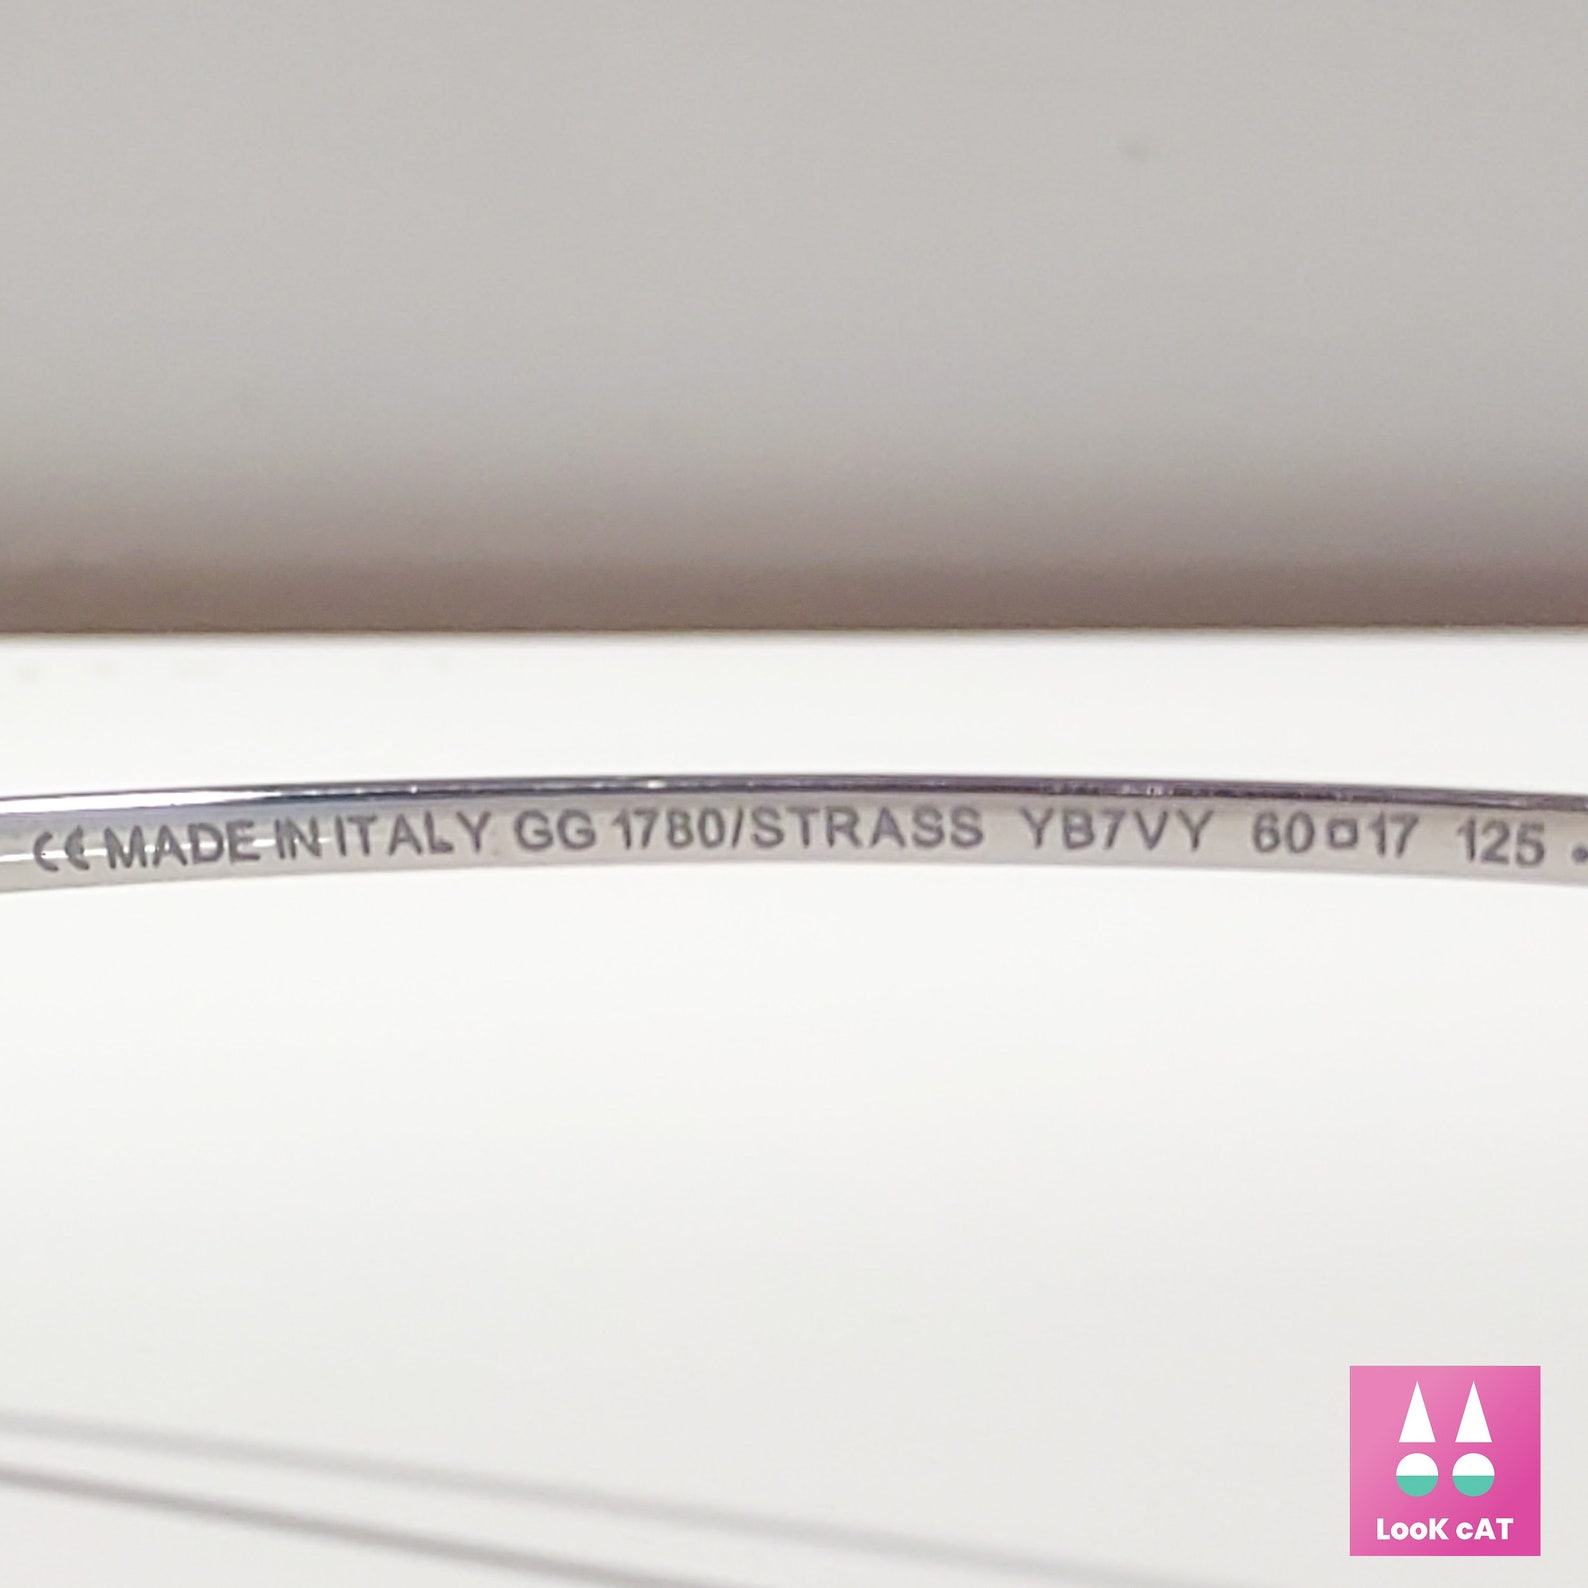 CE MADE IN ITALY GG 1780/STRASS YB7VY 60□17 125
LooK cAT